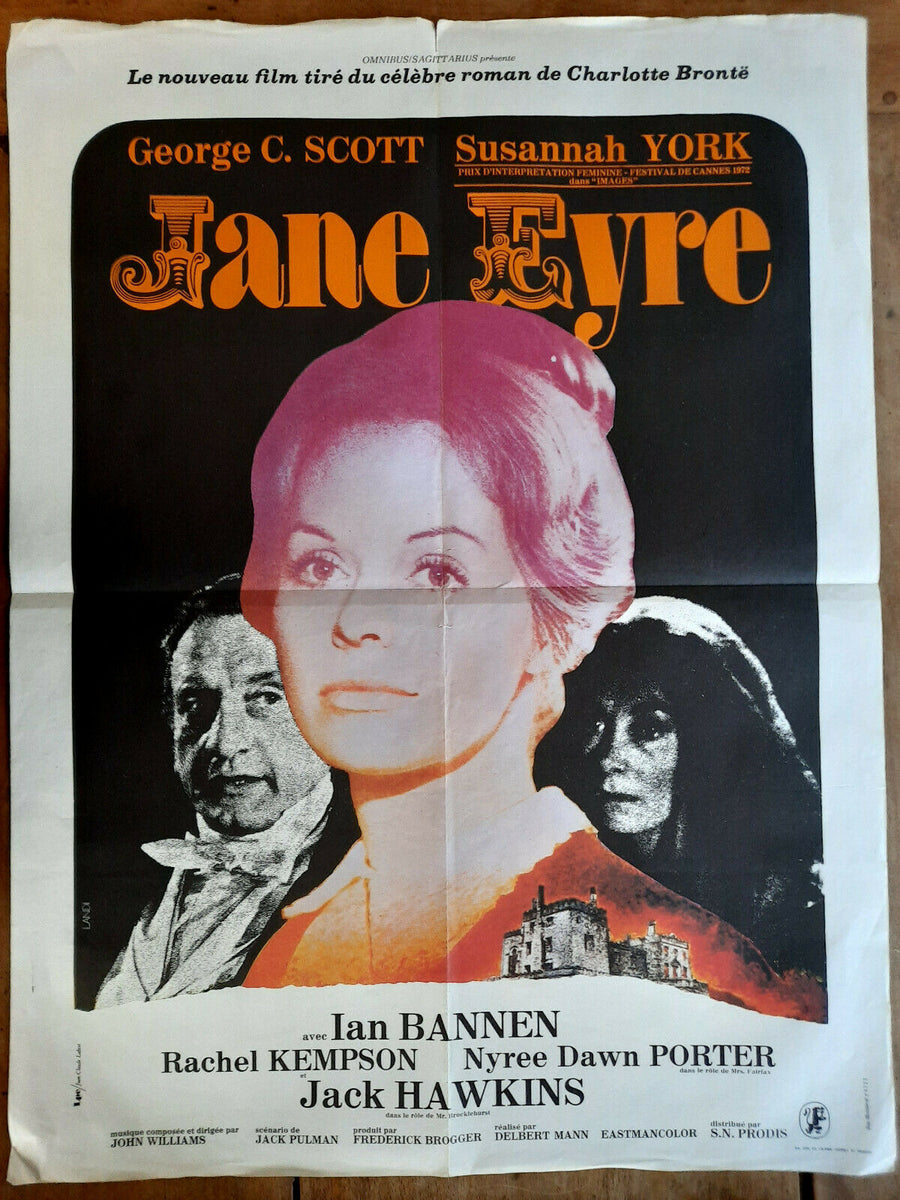 OMNIBUS/SAGITTARIUS présente
Le nouveau film tiré du célèbre roman de Charlotte Brontë
George C. SCOTT Susannah YORK
PRIX D'INTERPRETATION FEMININE - FESTIVAL DE CANNES 1972
dans "IMAGES"
Jane Eyre
LANDI
avec Ian BANNEN
Rachel KEMPSON Nyree Dawn PORTER
dans le rôle de Mrs. Fairfax
et
Jack HAWKINS
dans le rôle de Mr. Brocklehurst
musique composée et dirigée par
JOHN WILLIAMS
scénario de
JACK PULMAN
produit par
FREDERICK BROGGER
réalisé par
DELBERT MANN
EASTMANCOLOR
distribué par
S.N. PRODIS